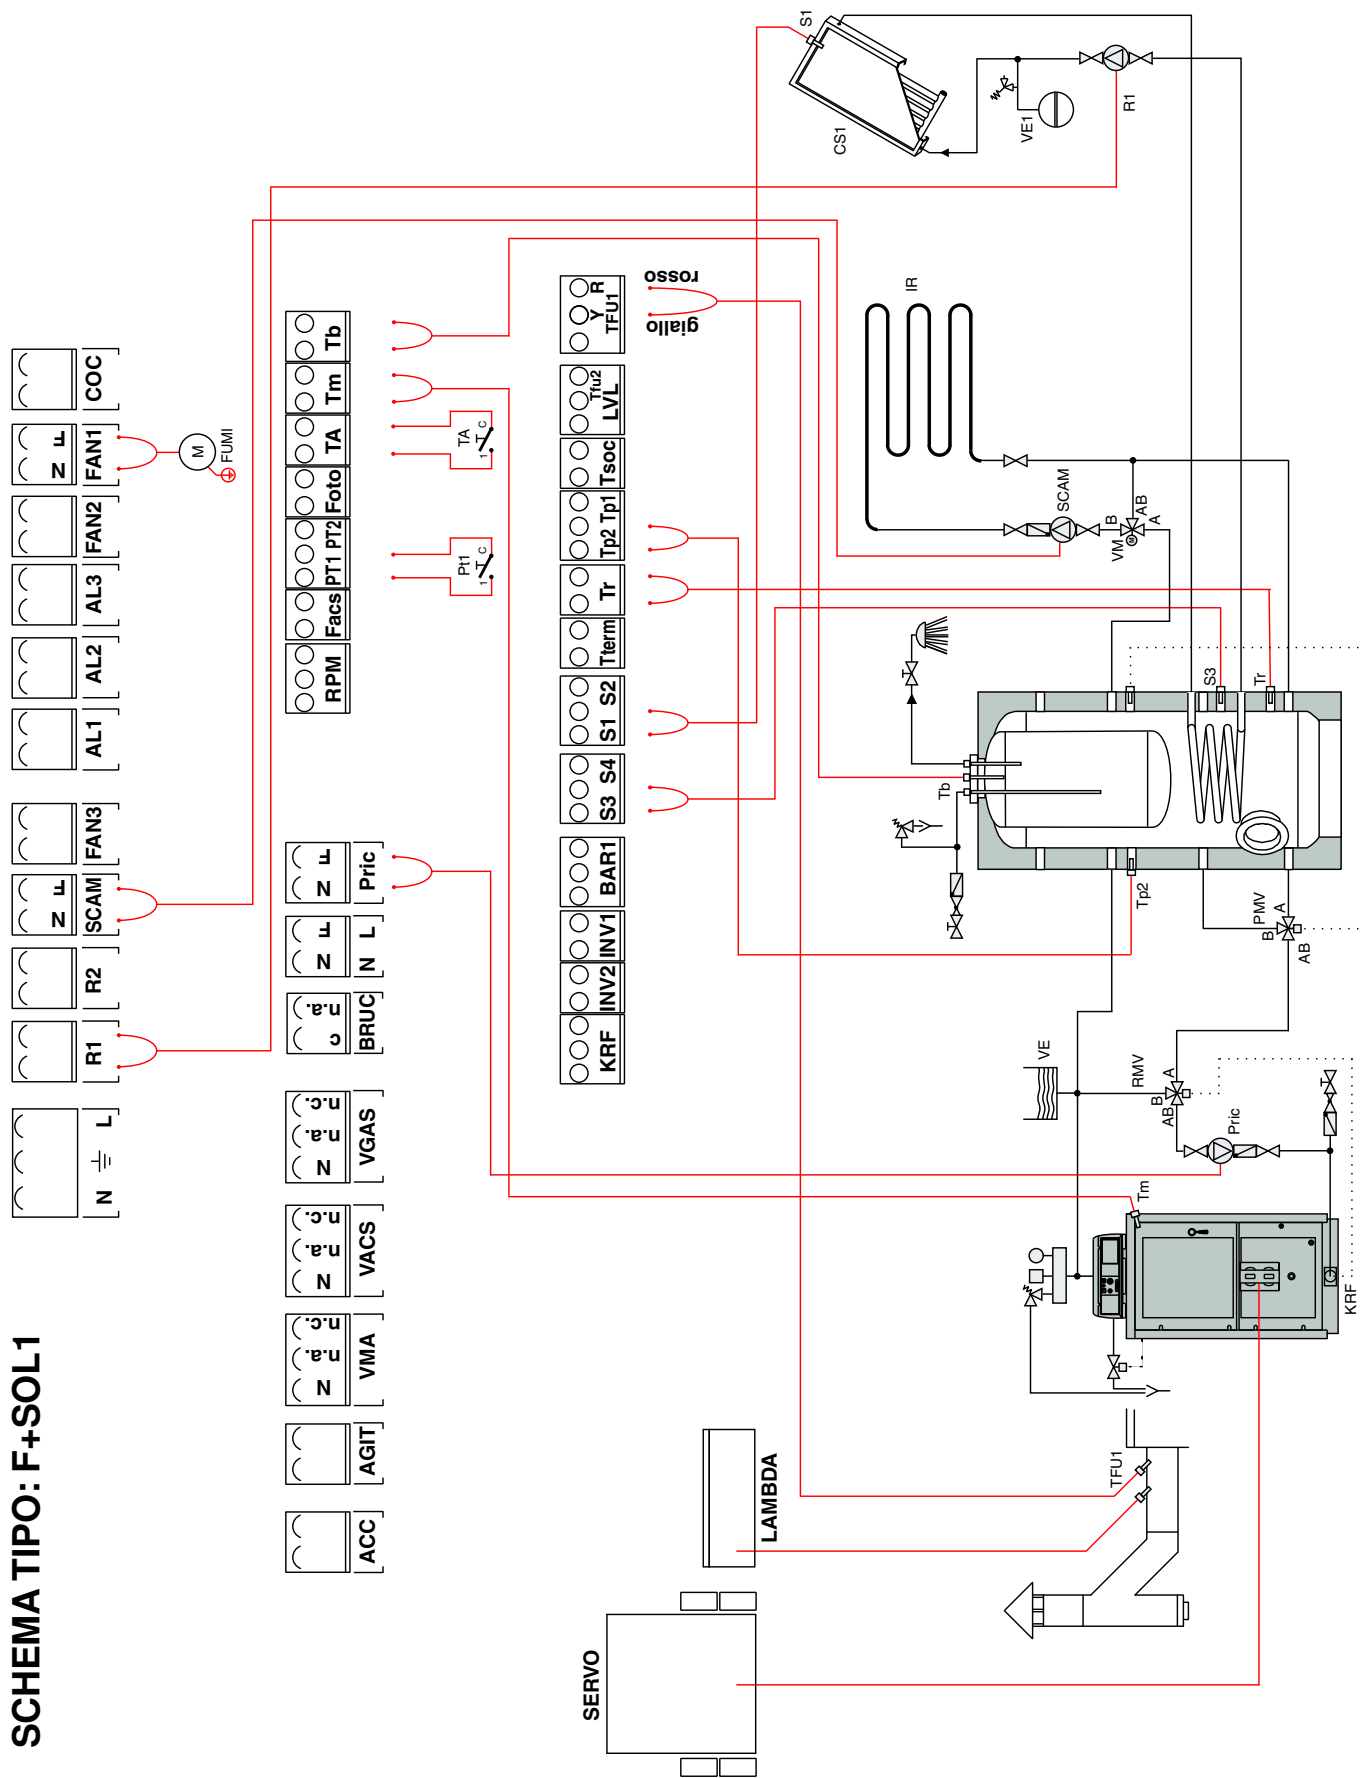 SCHEMA TIPO: F+SOL1
N L
R1
R2
N F
SCAM
FAN3
AL1
AL2
AL3
FAN2
N F
FAN1
COC
M
FUMI
ACC
AGIT
N n.a. n.c.
VMA
N n.a. n.c.
VACS
N n.a. n.c.
VGAS
c n.a.
BRUC
N F
N L
N F
Pric
RPM
Facs
PT1 PT2
Foto
TA
Tm
Tb
Pt1
1 T C
TA
1 T C
KRF
INV2
INV1
BAR1
S3 S4
S1 S2
Tterm
Tr
Tp2 Tp1
Tsoc
Tfu2
LVL
Y R
TFU1
giallo
rosso
SERVO
LAMBDA
S1
CS1
VE1
R1
IR
SCAM
B
AB
A
VM
M
Tb
S3
Tr
Tp2
PMV
B
A
AB
VE
RMV
B
A
AB
Pric
Tm
KRF
TFU1